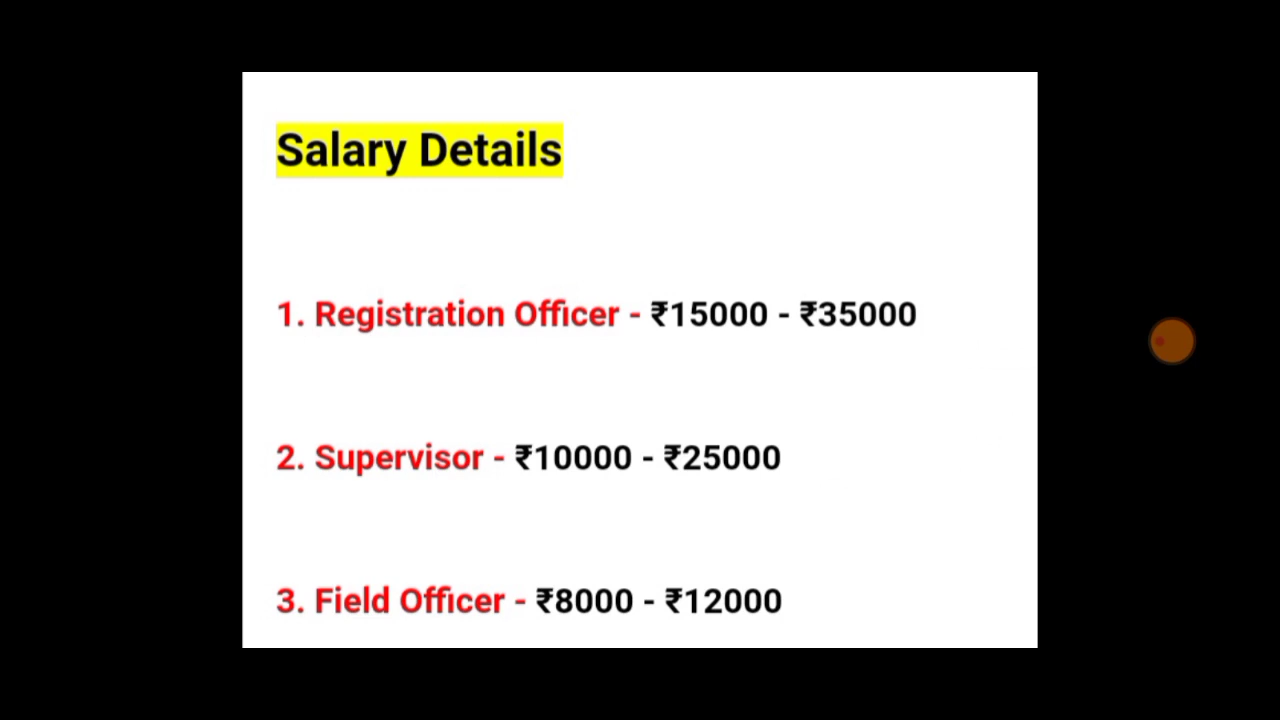 Salary Details
1. Registration Officer - ₹15000 - ₹35000
2. Supervisor - ₹10000 - ₹25000
3. Field Officer - ₹8000 - ₹12000